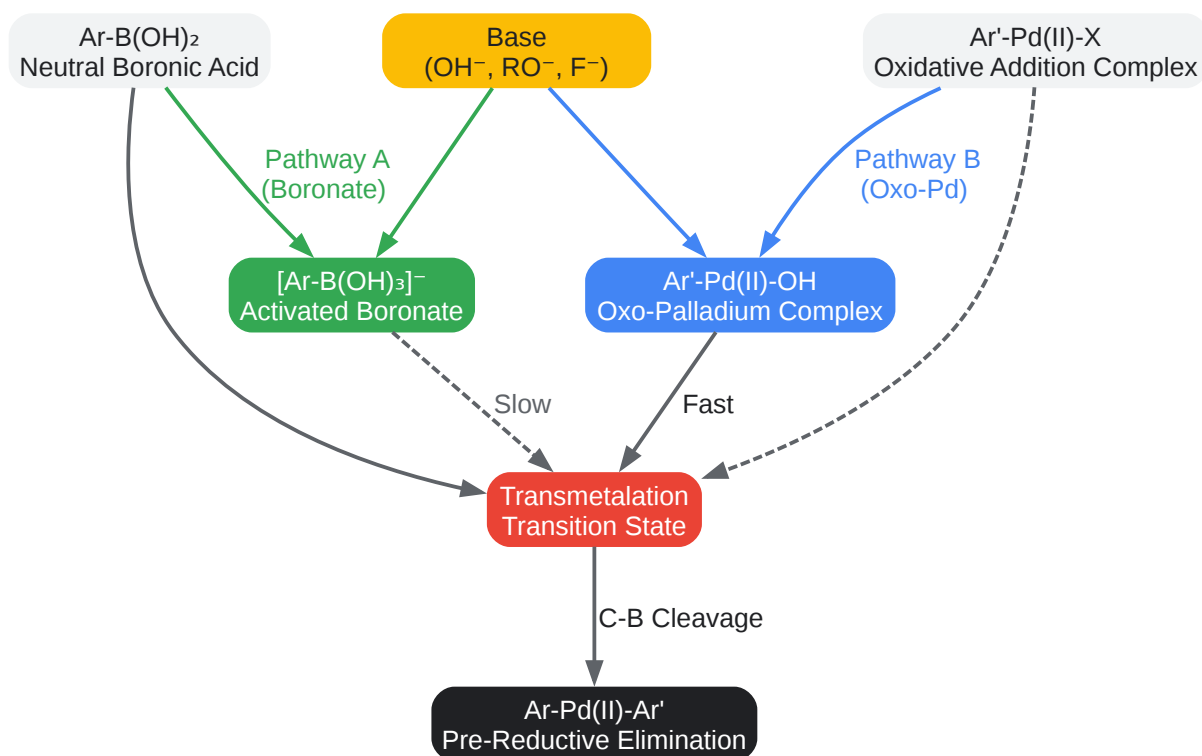 Ar-B(OH)₂
Neutral Boronic Acid
Base
(OH⁻, RO⁻, F⁻)
Ar'-Pd(II)-X
Oxidative Addition Complex
Pathway A
(Boronate)
Pathway B
(Oxo-Pd)
[Ar-B(OH)₃]⁻
Activated Boronate
Ar'-Pd(II)-OH
Oxo-Palladium Complex
Slow
Fast
Transmetalation
Transition State
C-B Cleavage
Ar-Pd(II)-Ar'
Pre-Reductive Elimination